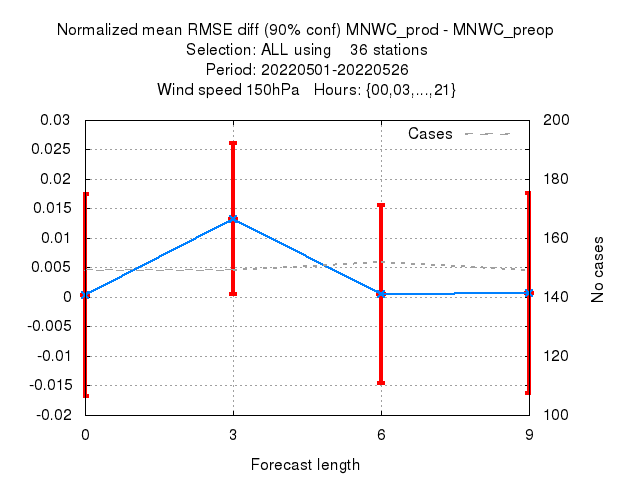 Normalized mean RMSE diff (90% conf) MNWC_prod - MNWC_preop
Selection: ALL using 36 stations
Period: 20220501-20220526
Wind speed 150hPa Hours: {00,03,...,21}
0.03
0.025
0.02
0.015
0.01
0.005
0
-0.005
-0.01
-0.015
-0.02
Cases
200
180
160
140
120
100
No cases
0 3 6 9
Forecast length